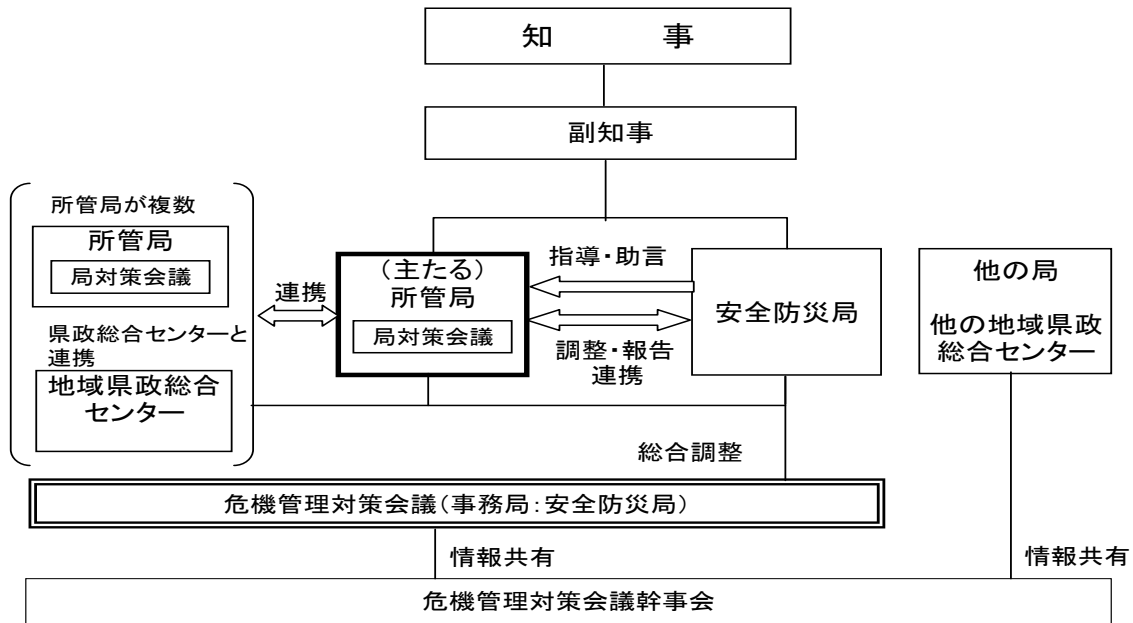 知　事
副知事
所管局が複数
所管局
局対策会議
県政総合センターと
連携
地域県政総合
センター
連携
(主たる)
所管局
局対策会議
指導・助言
調整・報告
連携
安全防災局
他の局
他の地域県政
総合センター
総合調整
危機管理対策会議(事務局:安全防災局)
情報共有
情報共有
危機管理対策会議幹事会